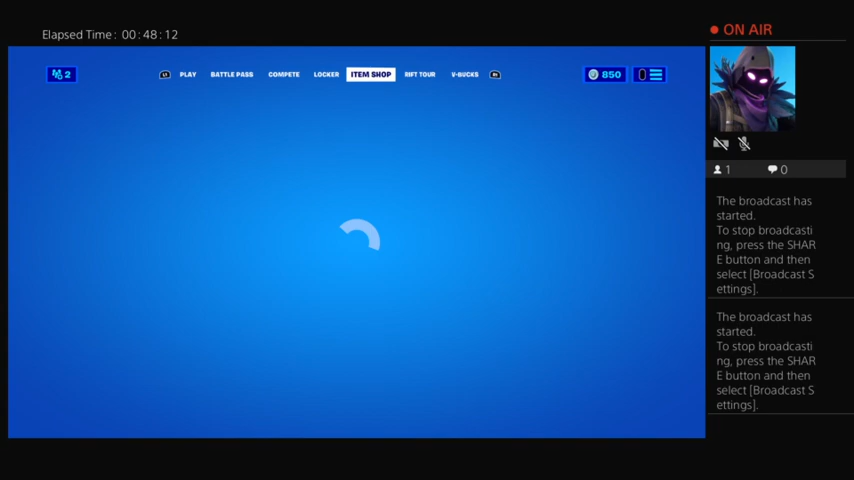 Elapsed Time: 00:48:12
ON AIR
2
L1 PLAY BATTLE PASS COMPETE LOCKER ITEM SHOP RIFT TOUR V-BUCKS R1
850
0
1 0
The broadcast has
started.
To stop broadcasti
ng, press the SHAR
E button and then
select [Broadcast S
ettings].
The broadcast has
started.
To stop broadcasti
ng, press the SHAR
E button and then
select [Broadcast S
ettings].